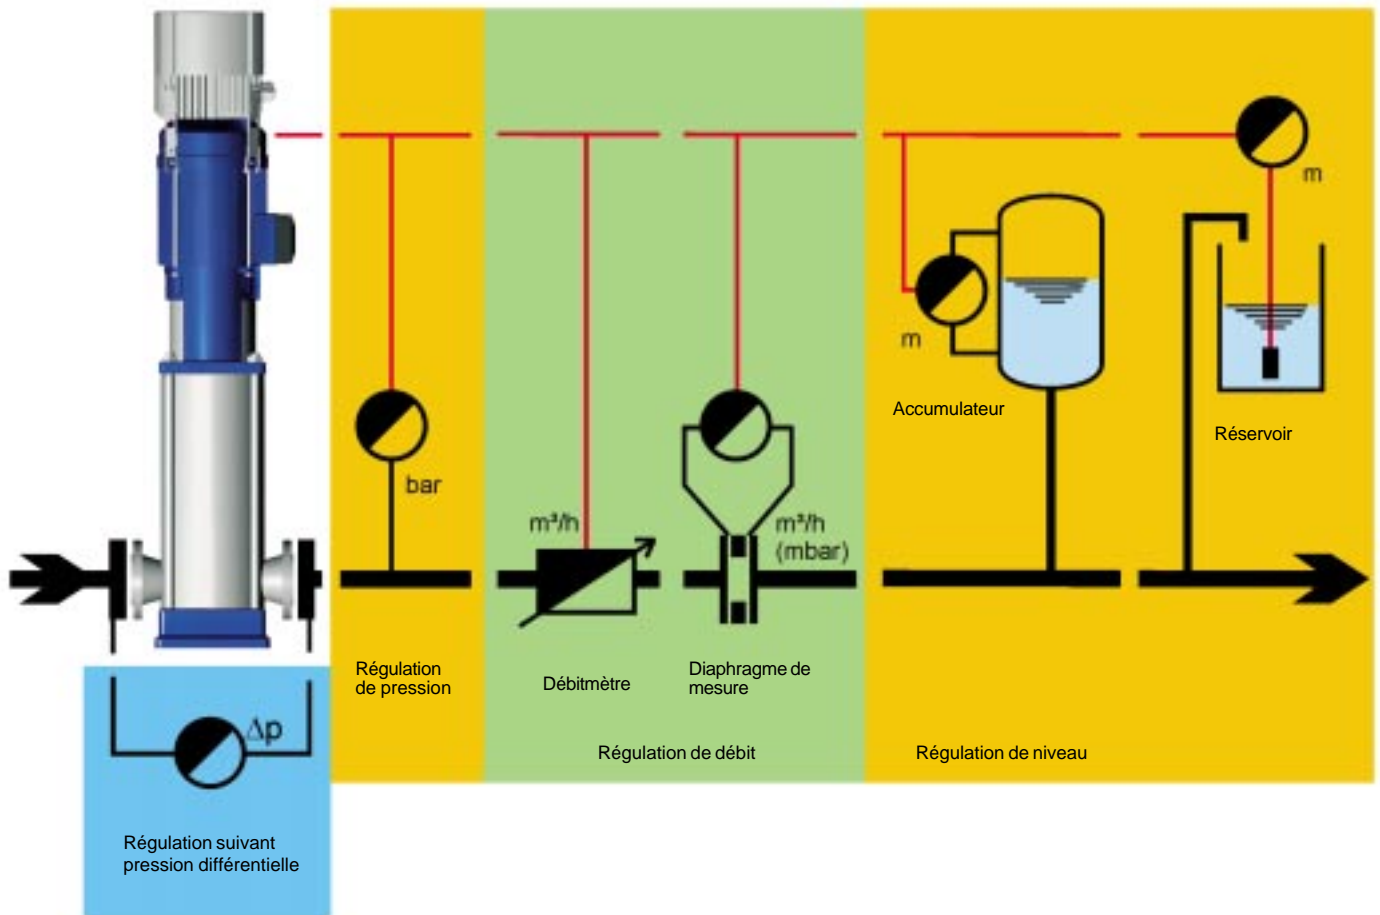 m
m
Accumulateur
Réservoir
bar
m³/h
m³/h
(mbar)
Régulation
de pression
Débitmètre
Diaphragme de
mesure
Δp
Régulation de débit
Régulation de niveau
Régulation suivant
pression différentielle